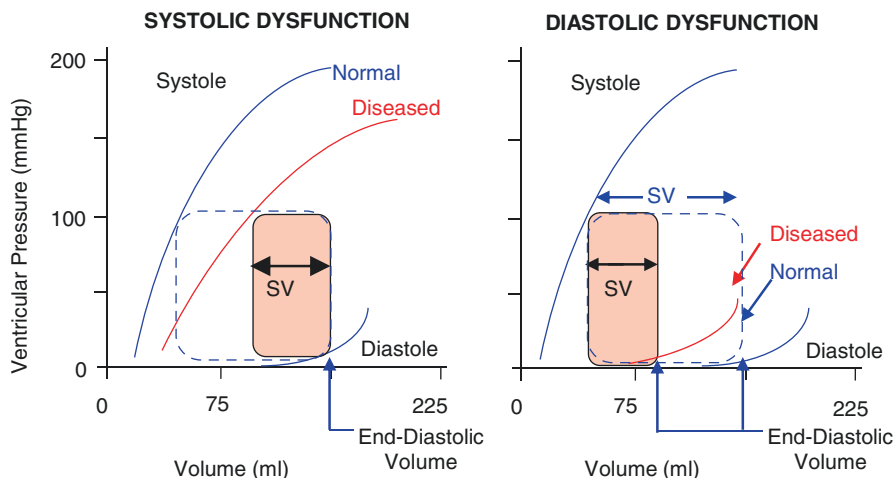 SYSTOLIC DYSFUNCTION
Ventricular Pressure (mmHg)
200
100
0
Systole
Normal
Diseased
SV
Diastole
0
75
225
End-Diastolic
Volume
Volume (ml)
DIASTOLIC DYSFUNCTION
Systole
SV
Diseased
Normal
SV
Diastole
0
75
225
End-Diastolic
Volume
Volume (ml)